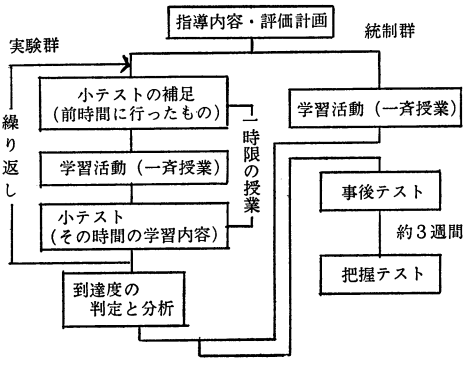 指導内容・評価計画
実験群
統制群
小テストの補足
(前時間に行ったもの)
学習活動(一斉授業)
小テスト
(その時間の学習内容)
到達度の
判定と分析
繰り返し
一時限の授業
学習活動(一斉授業)
事後テスト
約3週間
把握テスト